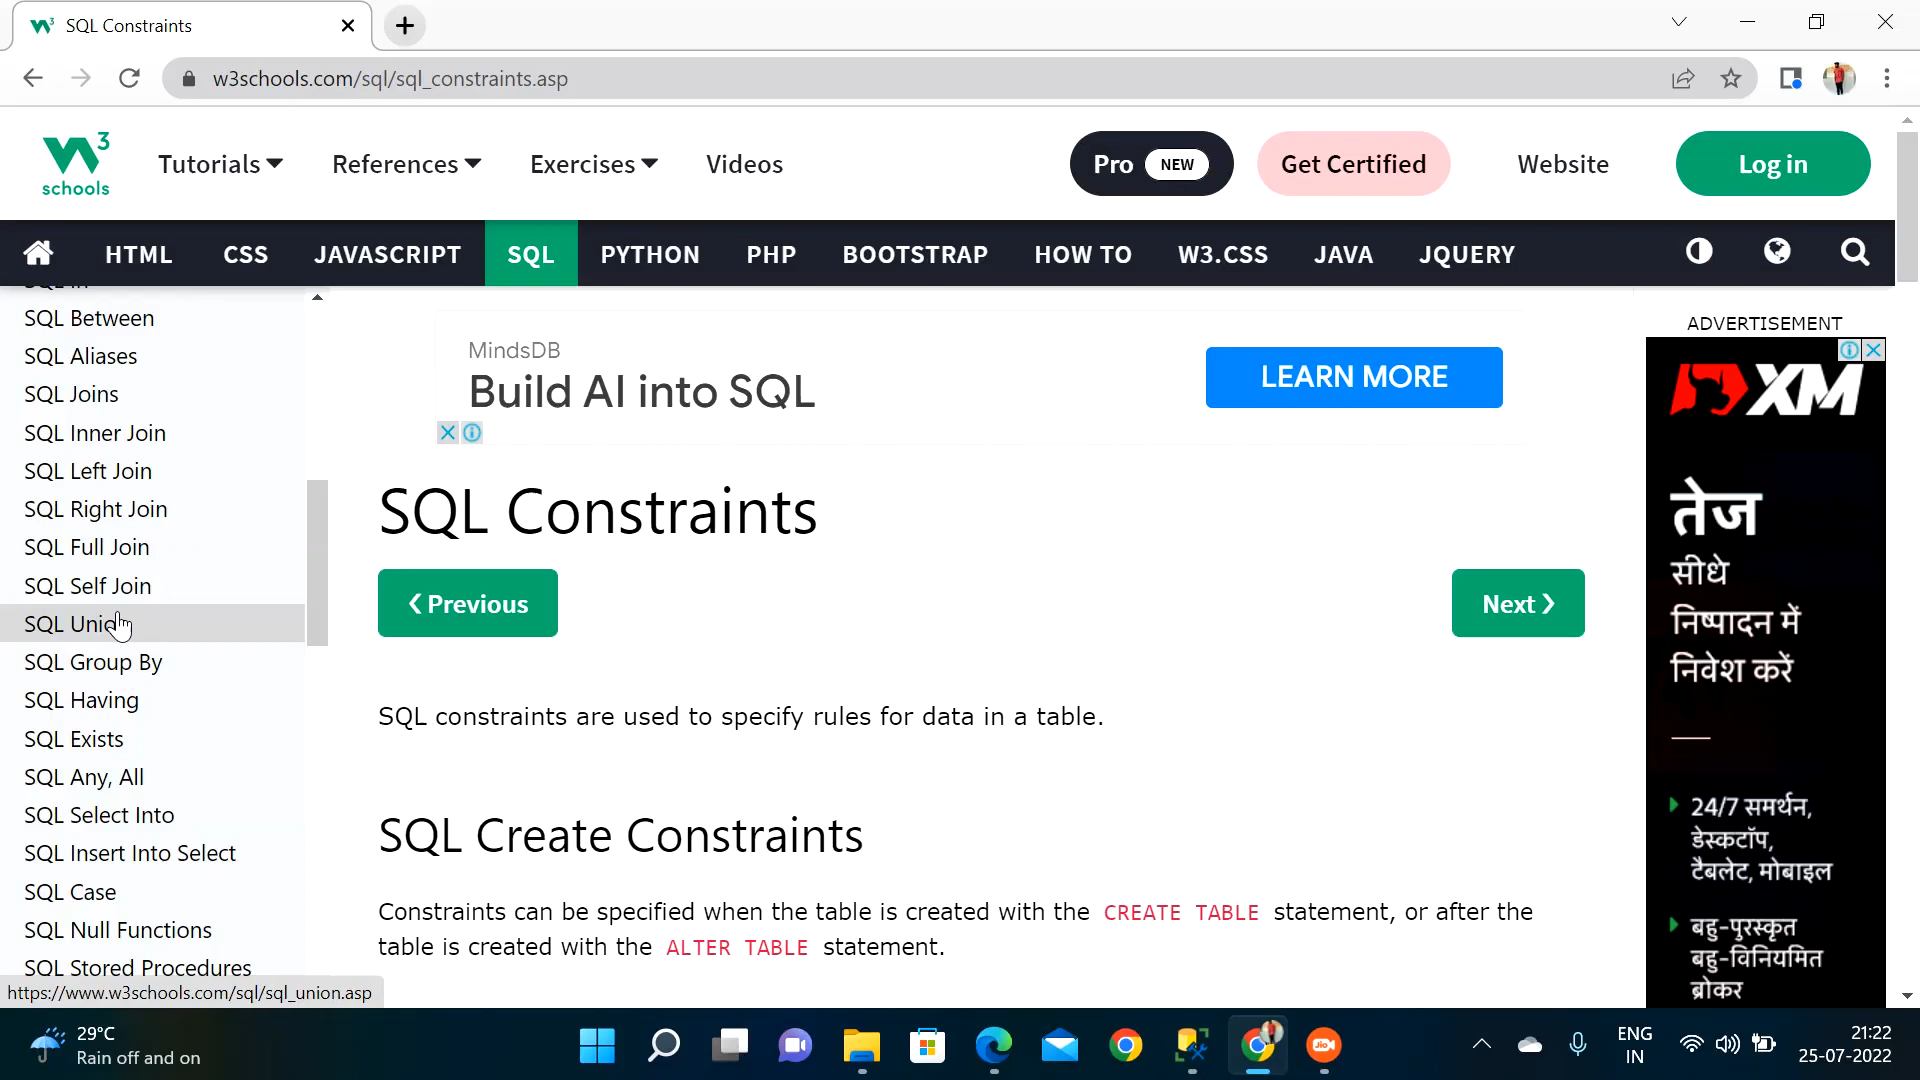 SQL Constraints
w3schools.com/sql/sql_constraints.asp
3
schools
Tutorials
References
Exercises
Videos
Pro NEW
Get Certified
Website
Log in
HTML
CSS
JAVASCRIPT
SQL
PYTHON
PHP
BOOTSTRAP
HOW TO
W3.CSS
JAVA
JQUERY
SQL In
SQL Between
SQL Aliases
SQL Joins
SQL Inner Join
SQL Left Join
SQL Right Join
SQL Full Join
SQL Self Join
SQL Union
SQL Group By
SQL Having
SQL Exists
SQL Any, All
SQL Select Into
SQL Insert Into Select
SQL Case
SQL Null Functions
SQL Stored Procedures
https://www.w3schools.com/sql/sql_union.asp
MindsDB
Build AI into SQL
LEARN MORE
SQL Constraints
❮ Previous
Next ❯
SQL constraints are used to specify rules for data in a table.
SQL Create Constraints
Constraints can be specified when the table is created with the CREATE TABLE statement, or after the
table is created with the ALTER TABLE statement.
ADVERTISEMENT
XM
तेज
सीधे
निष्पादन में
निवेश करें
24/7 समर्थन,
डेस्कटॉप,
टैबलेट, मोबाइल
बहु-पुरस्कृत
बहु-विनियमित
ब्रोकर
29°C
Rain off and on
Jio
ENG
IN
21:22
25-07-2022